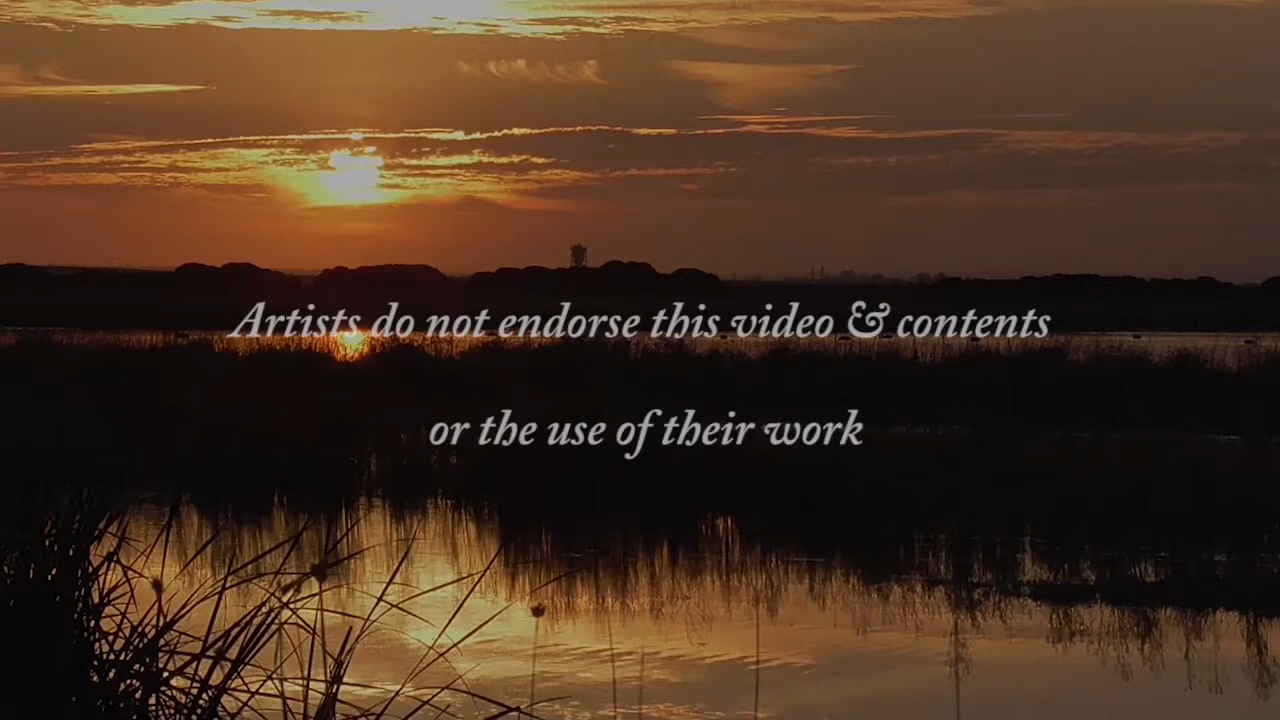 Artists do not endorse this video & contents
or the use of their work